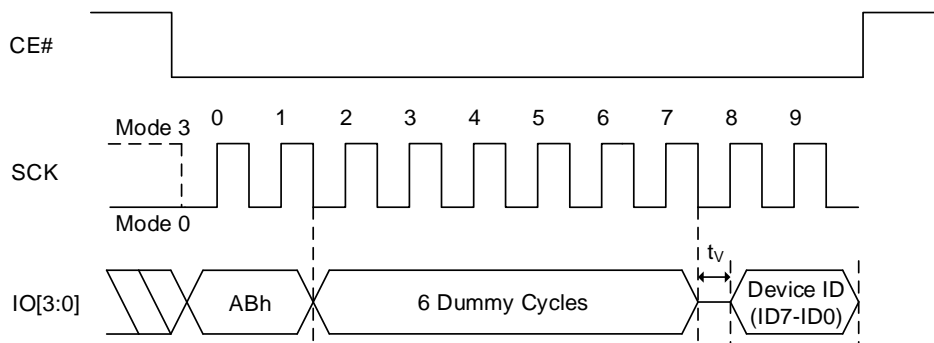 CE#
0 1 2 3 4 5 6 7 8 9
Mode 3
SCK
Mode 0
tV
IO[3:0]
ABh
6 Dummy Cycles
Device ID
(ID7-ID0)